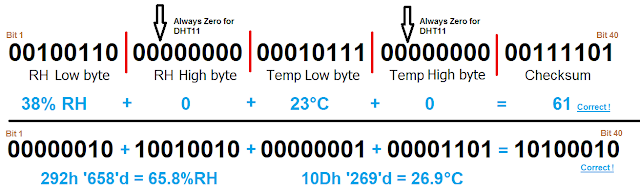 Always Zero for DHT11
Always Zero for DHT11
Bit 1
Bit 40
00100110 00000000 00010111 00000000 00111101
RH Low byte RH High byte Temp Low byte Temp High byte Checksum
38% RH + 0 + 23°C + 0 = 61 Correct !
Bit 1
Bit 40
00000010 + 10010010 + 00000001 + 00001101 = 10100010
Correct !
292h '658'd = 65.8%RH 10Dh '269'd = 26.9°C